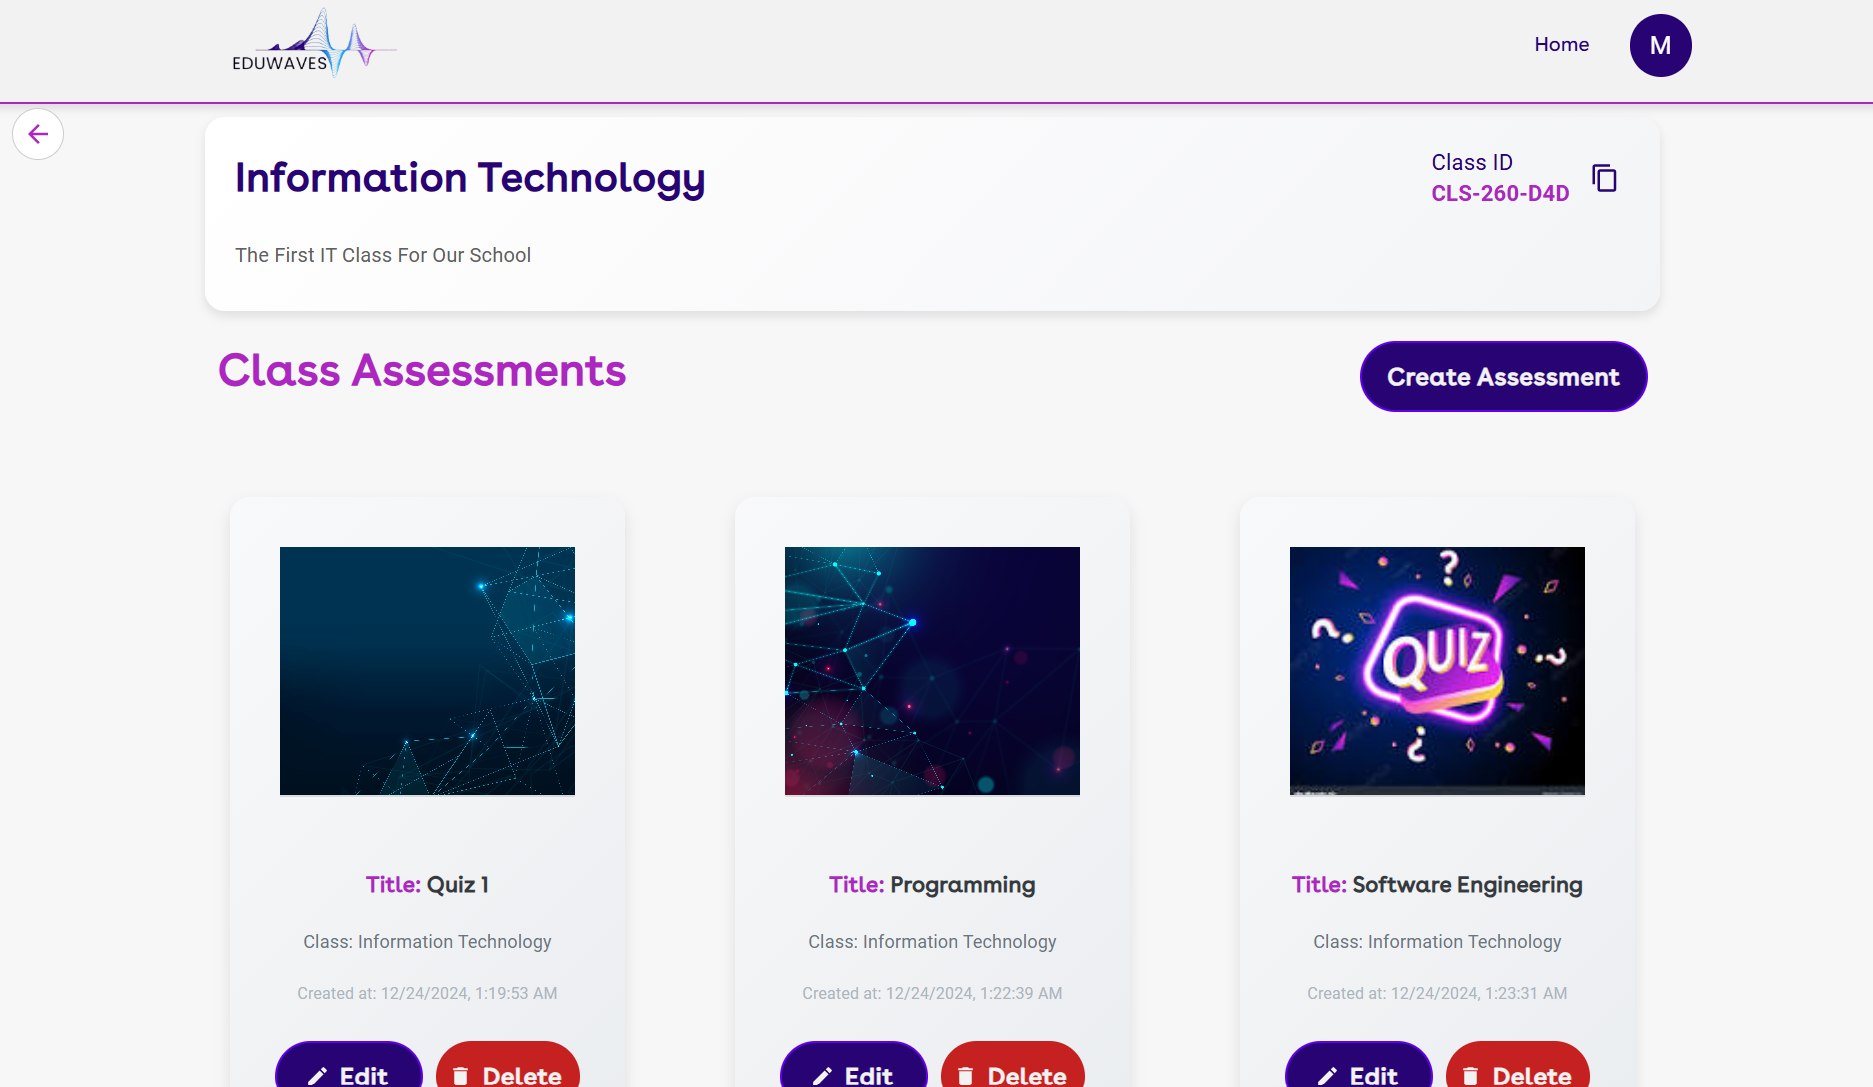 EDUWAVES
Home
M
Information Technology
Class ID
CLS-260-D4D
The First IT Class For Our School
Class Assessments
Create Assessment
QUIZ
Title: Quiz 1
Title: Programming
Title: Software Engineering
Class: Information Technology
Class: Information Technology
Class: Information Technology
Created at: 12/24/2024, 1:19:53 AM
Created at: 12/24/2024, 1:22:39 AM
Created at: 12/24/2024, 1:23:31 AM
Edit
Delete
Edit
Delete
Edit
Delete